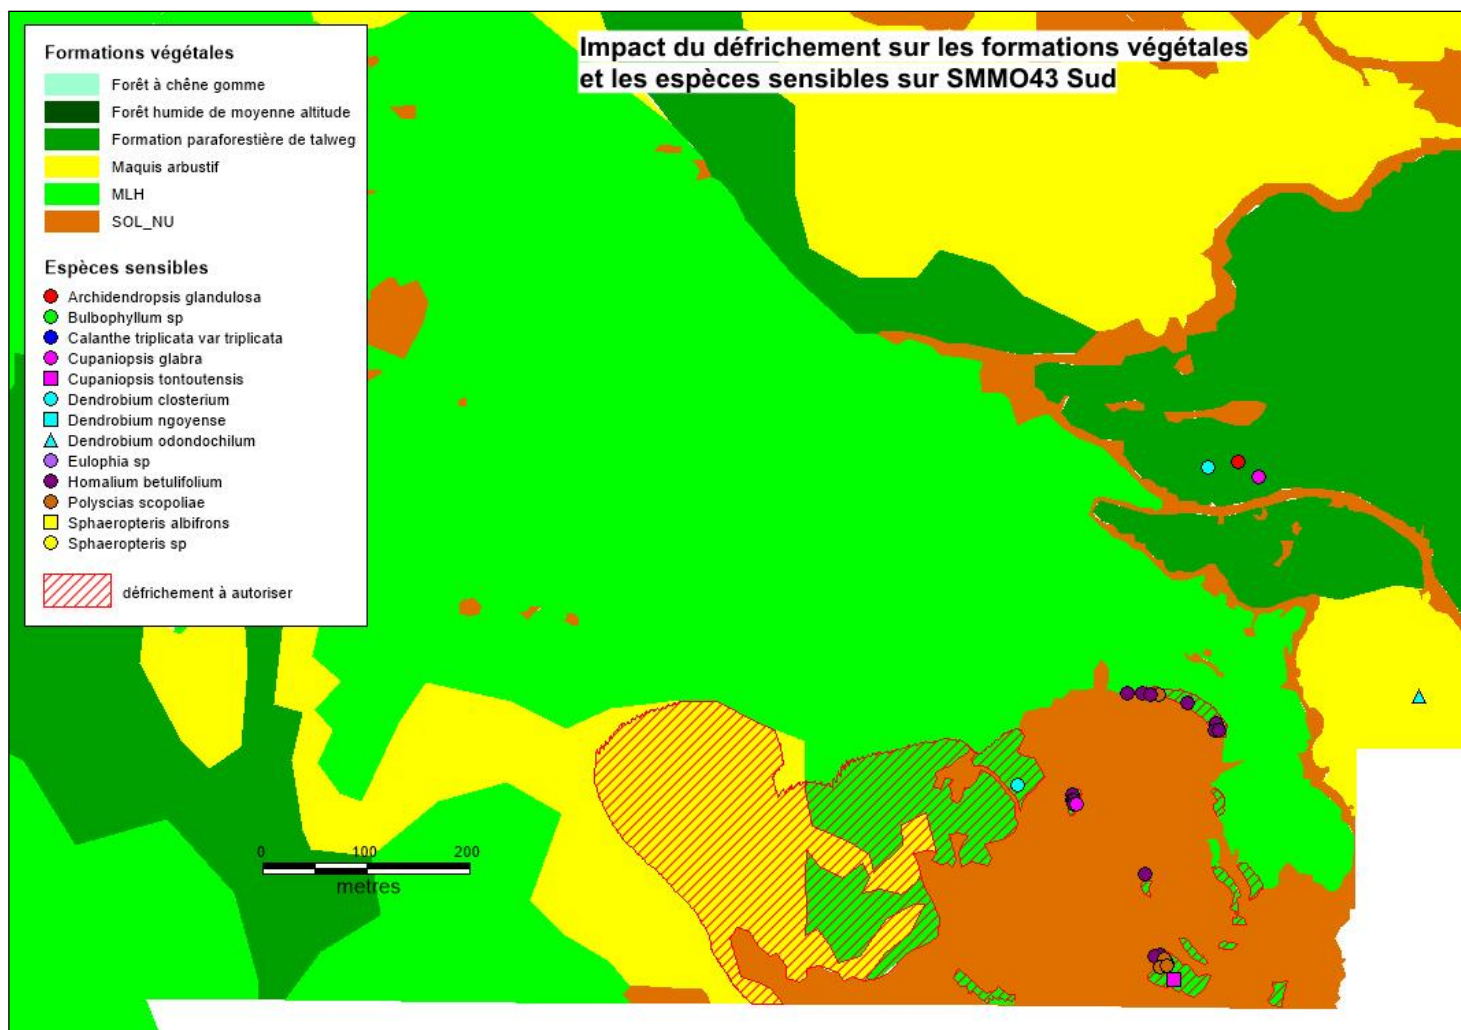 Impact du défrichement sur les formations végétales
et les espèces sensibles sur SMMO43 Sud
Formations végétales
Forêt à chêne gomme
Forêt humide de moyenne altitude
Formation paraforestière de talweg
Maquis arbustif
MLH
SOL_NU
Espèces sensibles
Archidendropsis glandulosa
Bulbophyllum sp
Calanthe triplicata var triplicata
Cupaniopsis glabra
Cupaniopsis tontoutensis
Dendrobium closterium
Dendrobium ngoyense
Dendrobium odondochilum
Eulophia sp
Homalium betulifolium
Polyscias scopoliae
Sphaeropteris albifrons
Sphaeropteris sp
défrichement à autoriser
0 100 200
metres